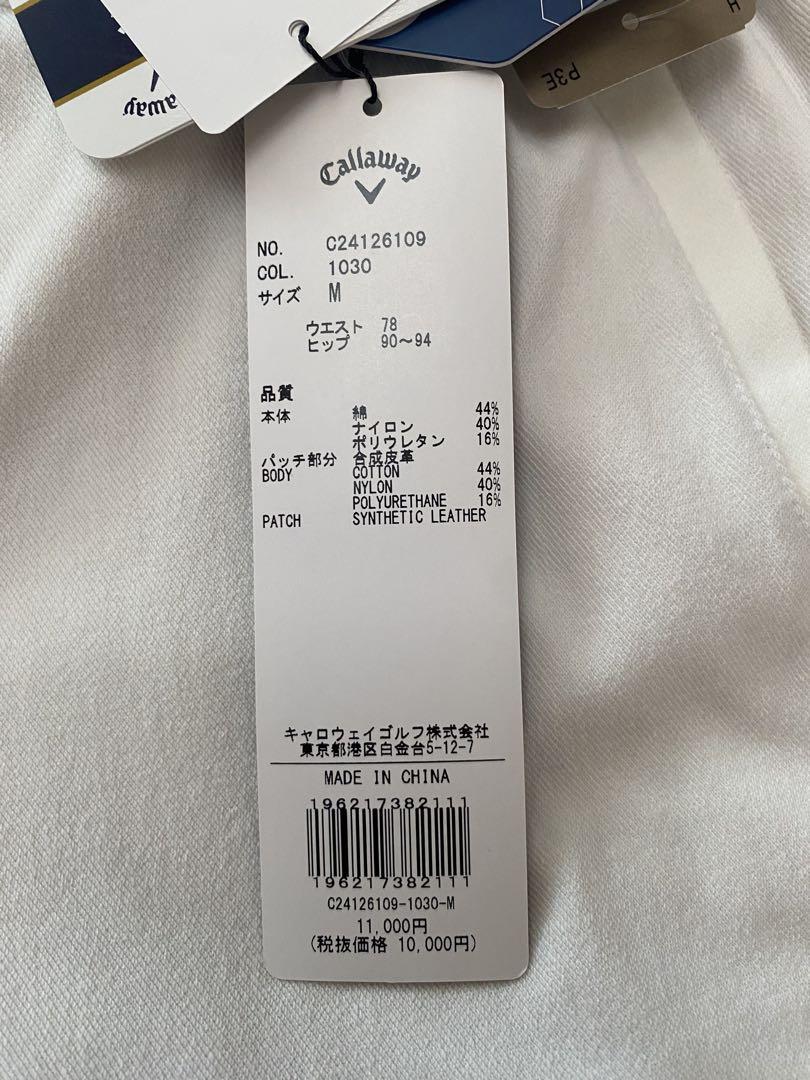 away
P3E
H
Callaway
NO. C24126109
COL. 1030
サイズ M
ウエスト 78
ヒップ 90～94
品質
本体 綿 44%
ナイロン 40%
ポリウレタン 16%
パッチ部分 合成皮革
BODY COTTON 44%
NYLON 40%
POLYURETHANE 16%
PATCH SYNTHETIC LEATHER
キャロウェイゴルフ株式会社
東京都港区白金台5-12-7
MADE IN CHINA
196217382111
196217382111
C24126109-1030-M
11,000円
(税抜価格 10,000円)